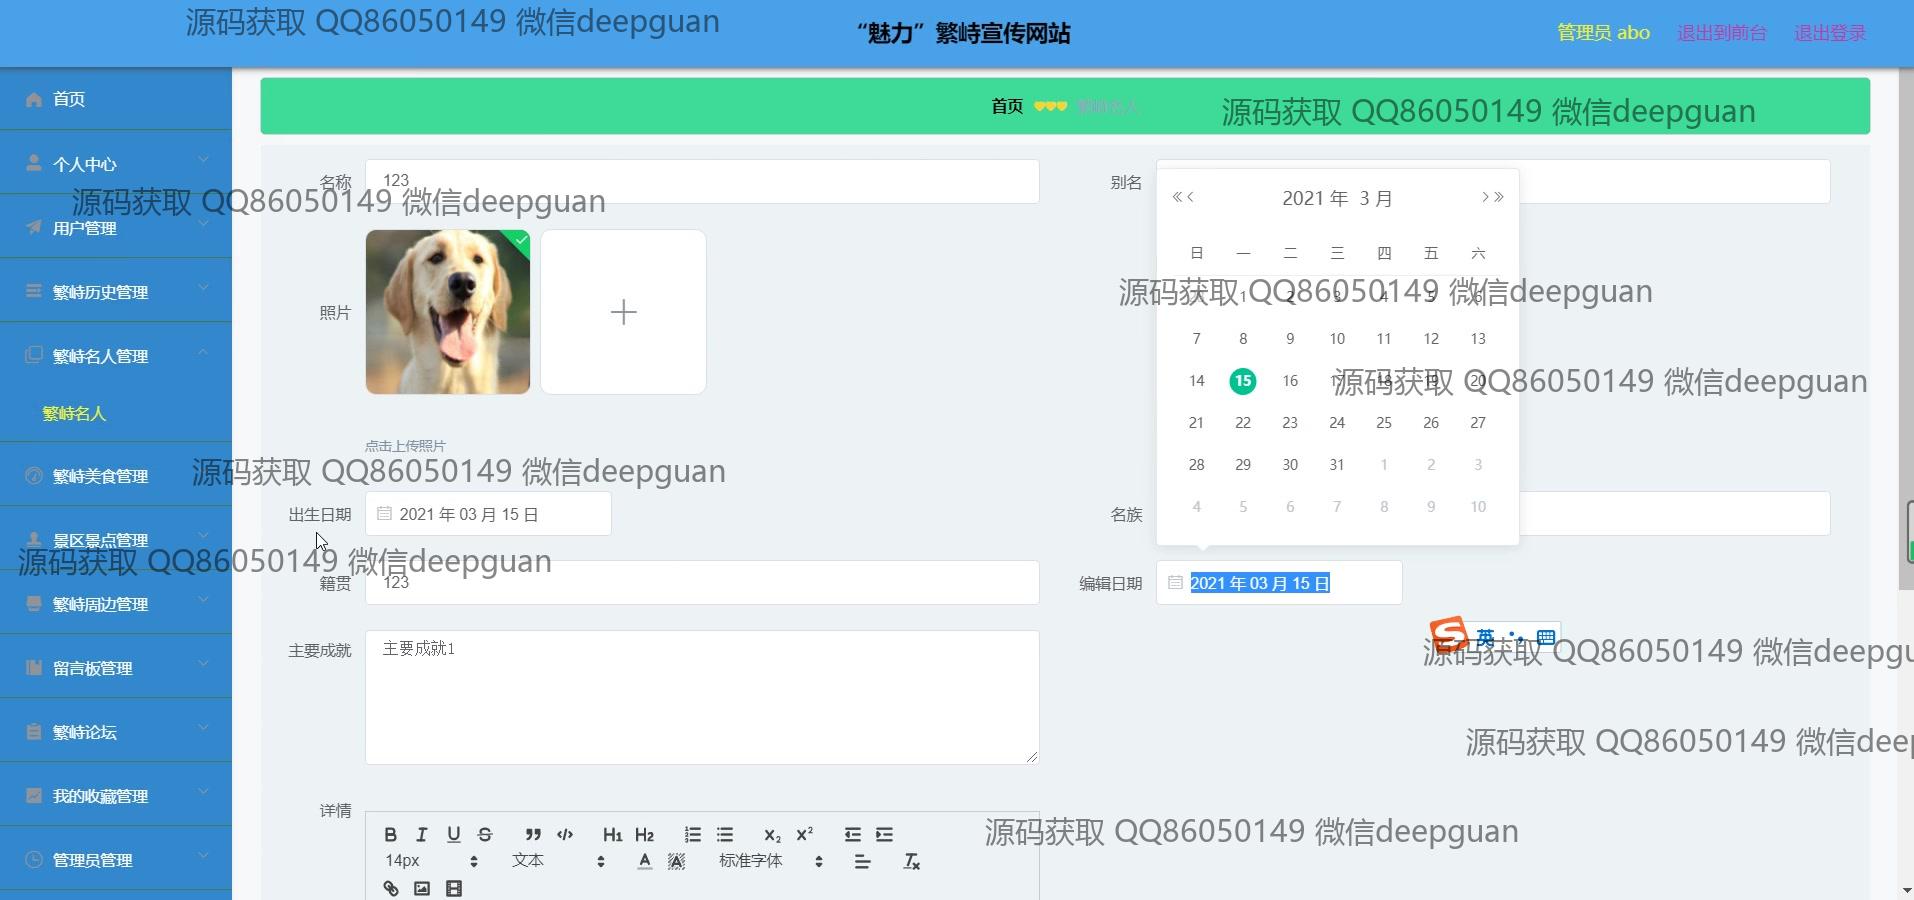 “魅力”繁峙宣传网站
管理员 abo
退出到前台
退出登录
源码获取 QQ86050149 微信deepguan
首页
个人中心
用户管理
繁峙历史管理
繁峙名人管理
繁峙名人
繁峙美食管理
景区景点管理
繁峙周边管理
留言板管理
繁峙论坛
我的收藏管理
管理员管理
首页
繁峙名人
源码获取 QQ86050149 微信deepguan
名称
123
别名
源码获取 QQ86050149 微信deepguan
照片
点击上传照片
2021 年 3 月
日 一 二 三 四 五 六
1 2 3 4 5 6
源码获取 QQ86050149 微信deepguan
7 8 9 10 11 12 13
14 15 16 17 18 19 20
源码获取 QQ86050149 微信deepguan
21 22 23 24 25 26 27
28 29 30 31 1 2 3
4 5 6 7 8 9 10
源码获取 QQ86050149 微信deepguan
出生日期
2021 年 03 月 15 日
名族
源码获取 QQ86050149 微信deepguan
籍贯
123
编辑日期
2021 年 03 月 15 日
英
源码获取 QQ86050149 微信deepgu
主要成就
主要成就1
源码获取 QQ86050149 微信deep
详情
源码获取 QQ86050149 微信deepguan
B I U S H1 H2 X2 X2
14px 文本 A A 标准字体 Tx